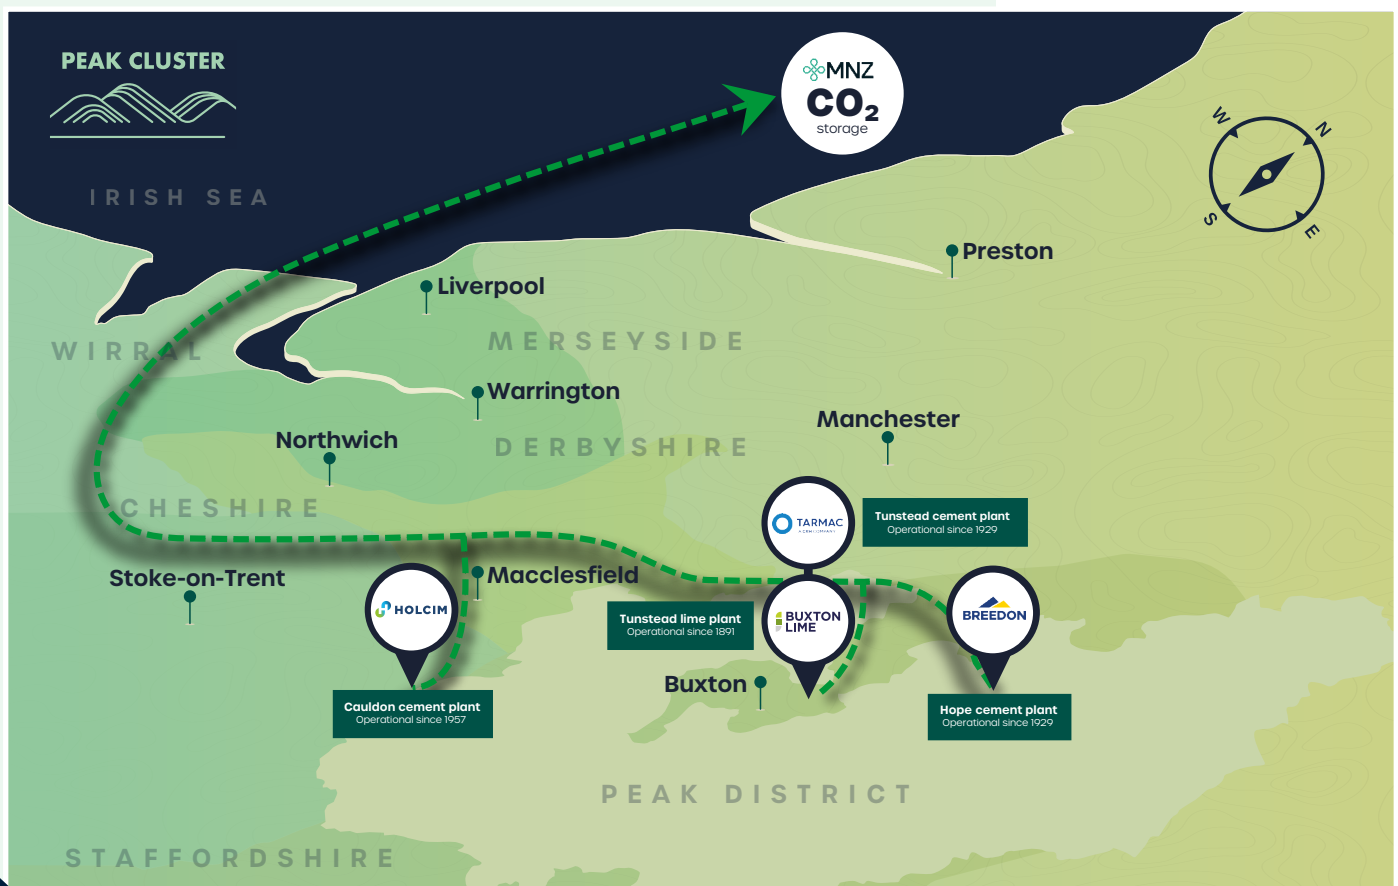 PEAK CLUSTER
MNZ
CO₂
storage
IRISH SEA
W
N
S
E
Preston
Liverpool
MERSEYSIDE
WIRRAL
Warrington
Manchester
Northwich
DERBYSHIRE
CHESHIRE
TARMAC
Tunstead cement plant
Operational since 1929
Stoke-on-Trent
Macclesfield
HOLCIM
Tunstead lime plant
Operational since 1891
BUXTON
LIME
BREEDON
Buxton
Cauldon cement plant
Operational since 1957
Hope cement plant
Operational since 1929
PEAK DISTRICT
STAFFORDSHIRE